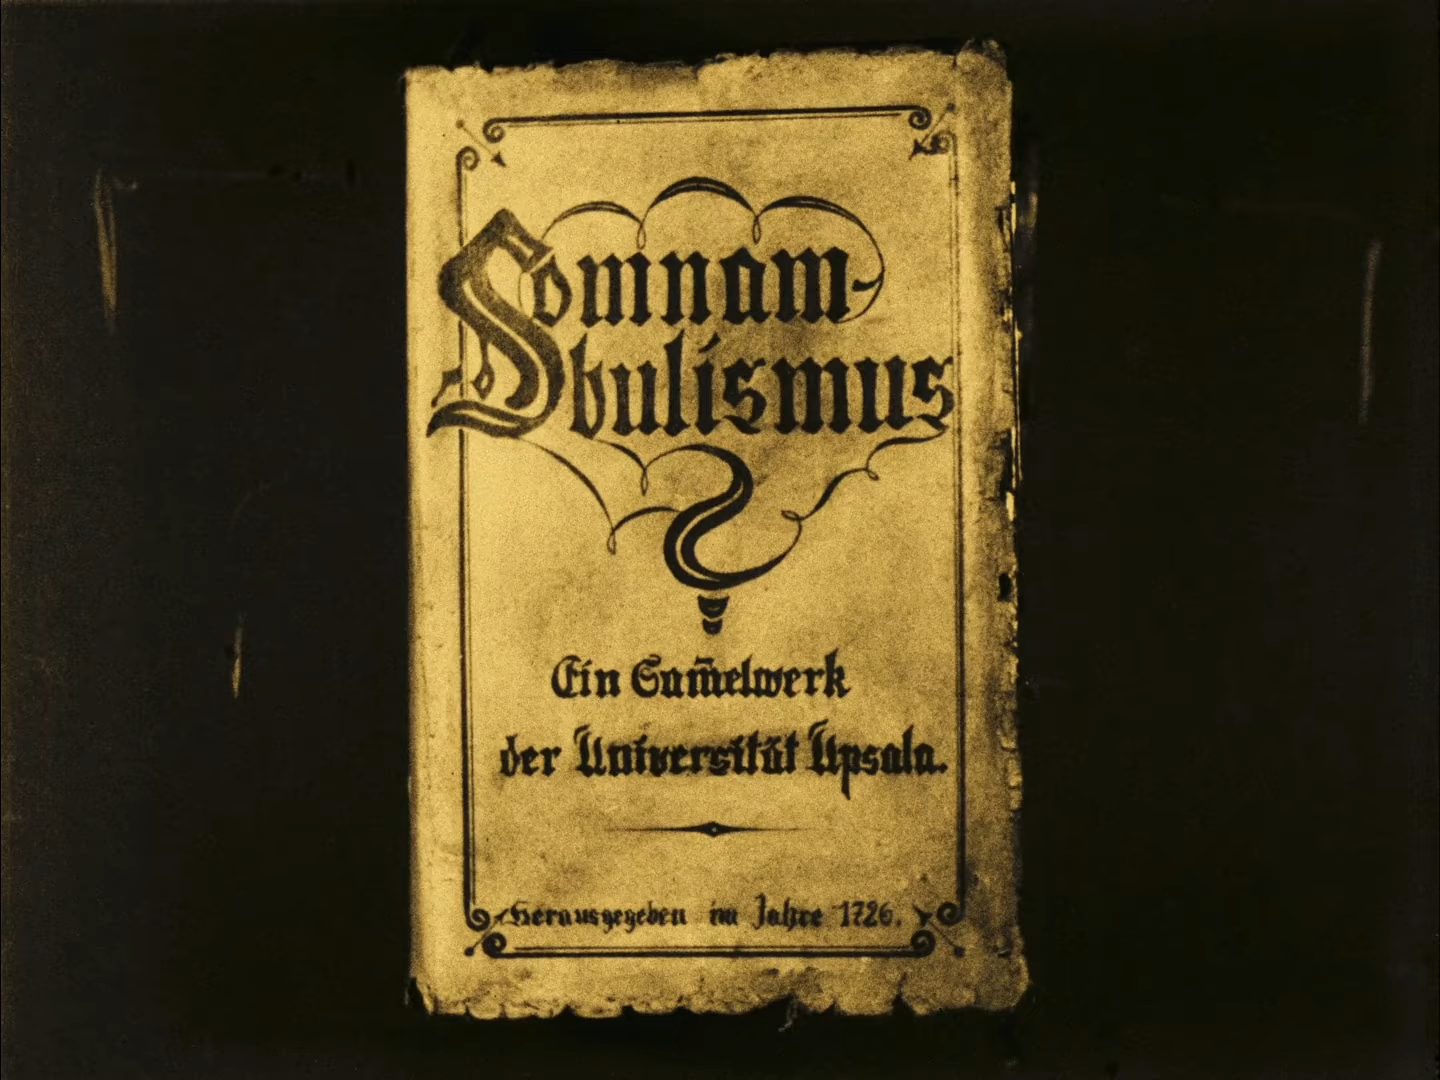 Somnam-
bulismus
Ein Sam̄elwerk
der Universität Upsala.
Herausgegeben im Jahre 1726.